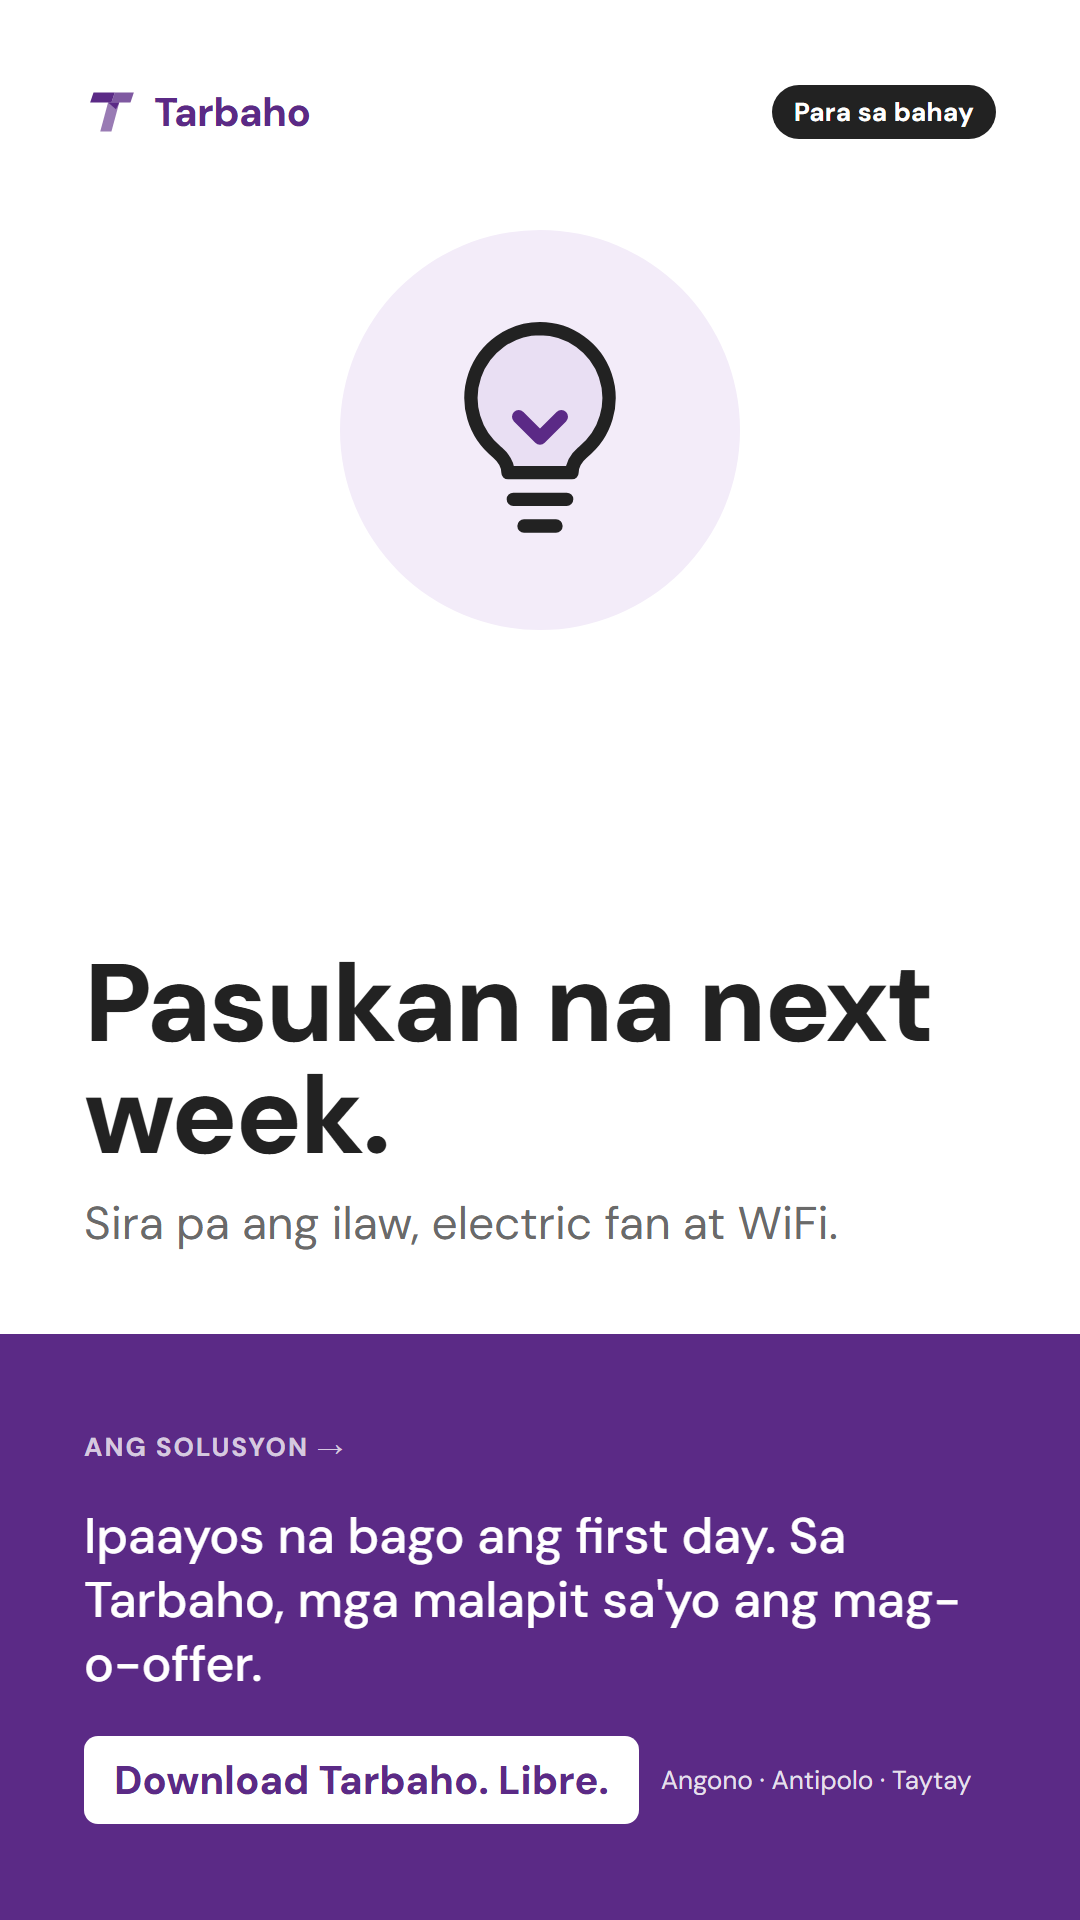 Tarbaho
Para sa bahay
Pasukan na next
week.
Sira pa ang ilaw, electric fan at WiFi.
ANG SOLUSYON →
Ipaayos na bago ang first day. Sa
Tarbaho, mga malapit sa'yo ang mag-
o-offer.
Download Tarbaho. Libre.
Angono · Antipolo · Taytay